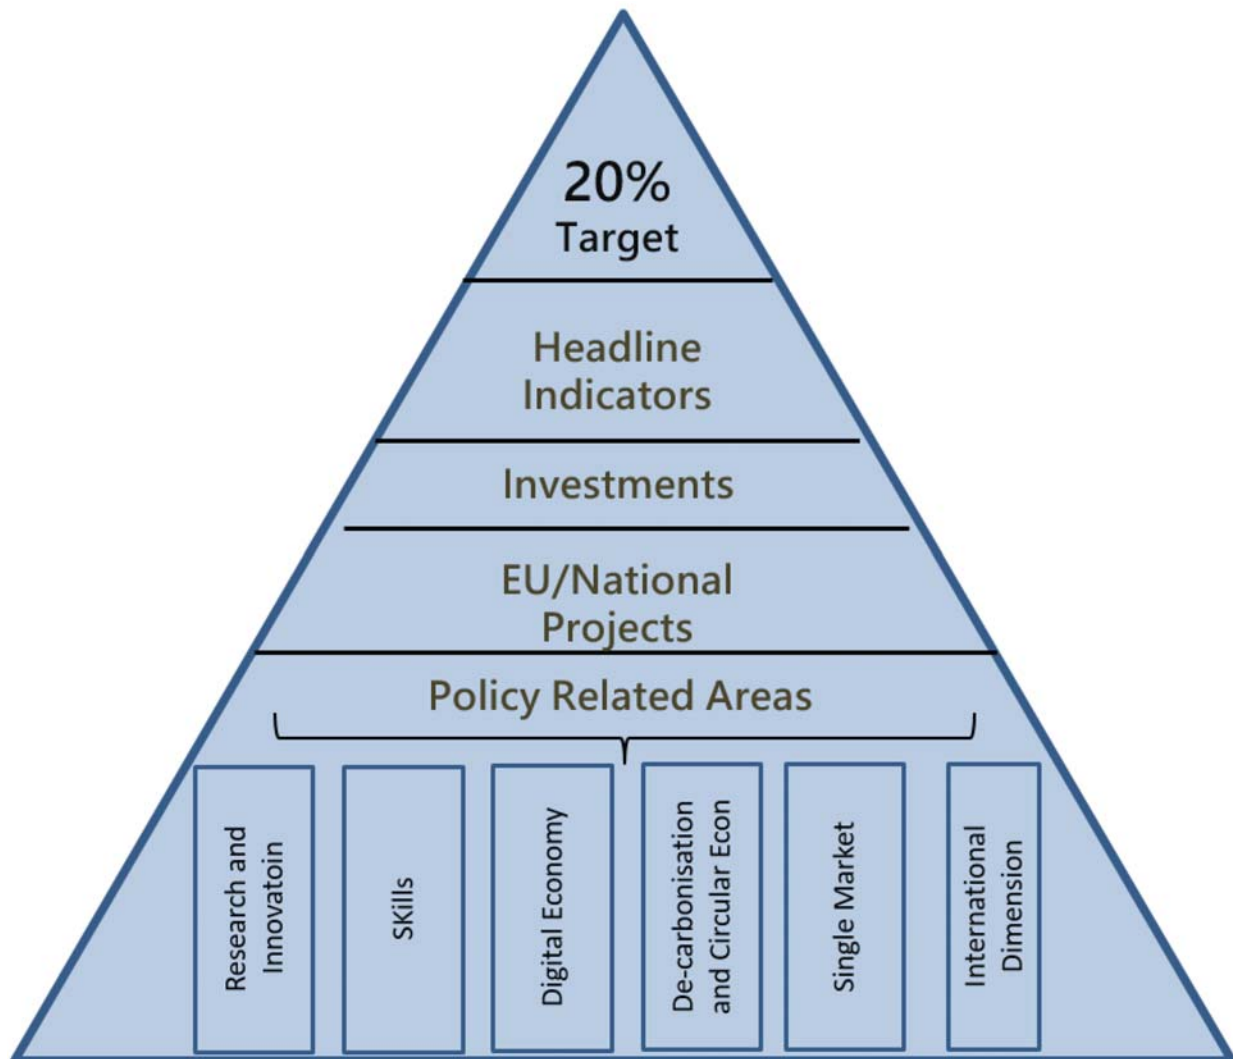 20%
Target
Headline
Indicators
Investments
EU/National
Projects
Policy Related Areas
Research and
Innovatoin
SKills
Digital Economy
De-carbonisation
and Circular Econ
Single Market
International
Dimension